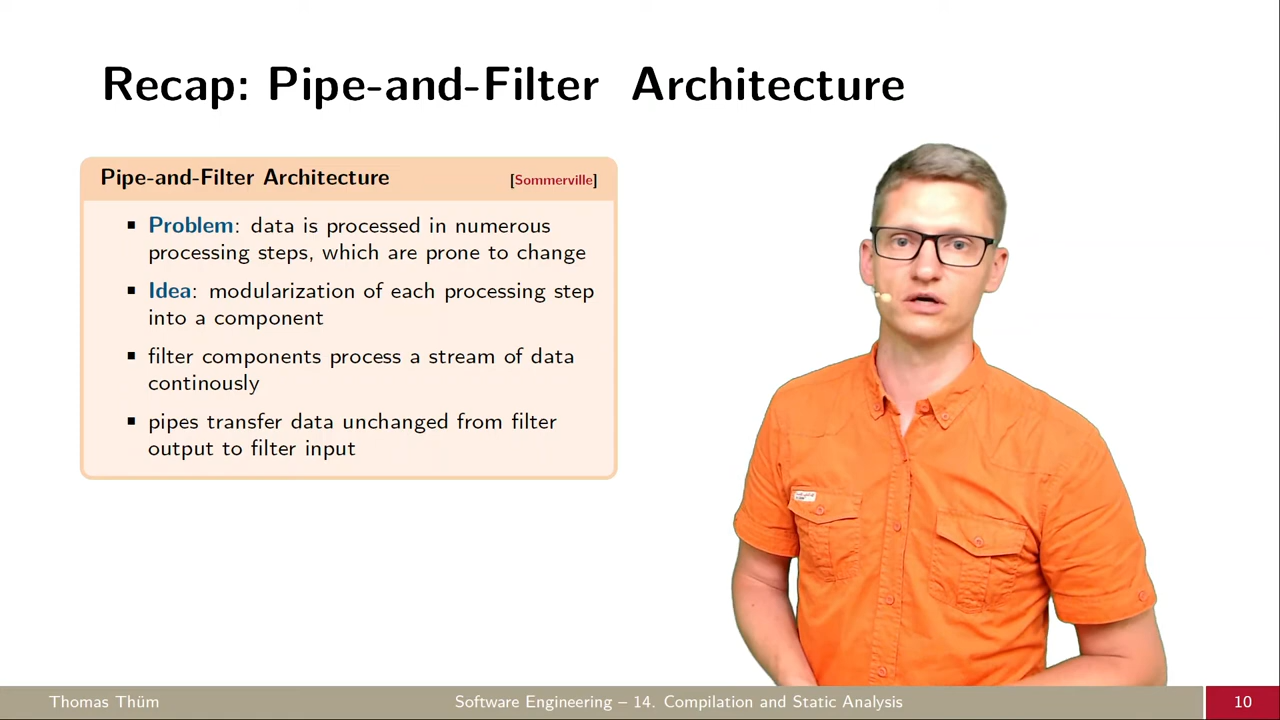 Recap: Pipe-and-Filter Architecture
Pipe-and-Filter Architecture [Sommerville]
▪ Problem: data is processed in numerous
processing steps, which are prone to change
▪ Idea: modularization of each processing step
into a component
▪ filter components process a stream of data
continously
▪ pipes transfer data unchanged from filter
output to filter input
Thomas Thüm Software Engineering – 14. Compilation and Static Analysis 10